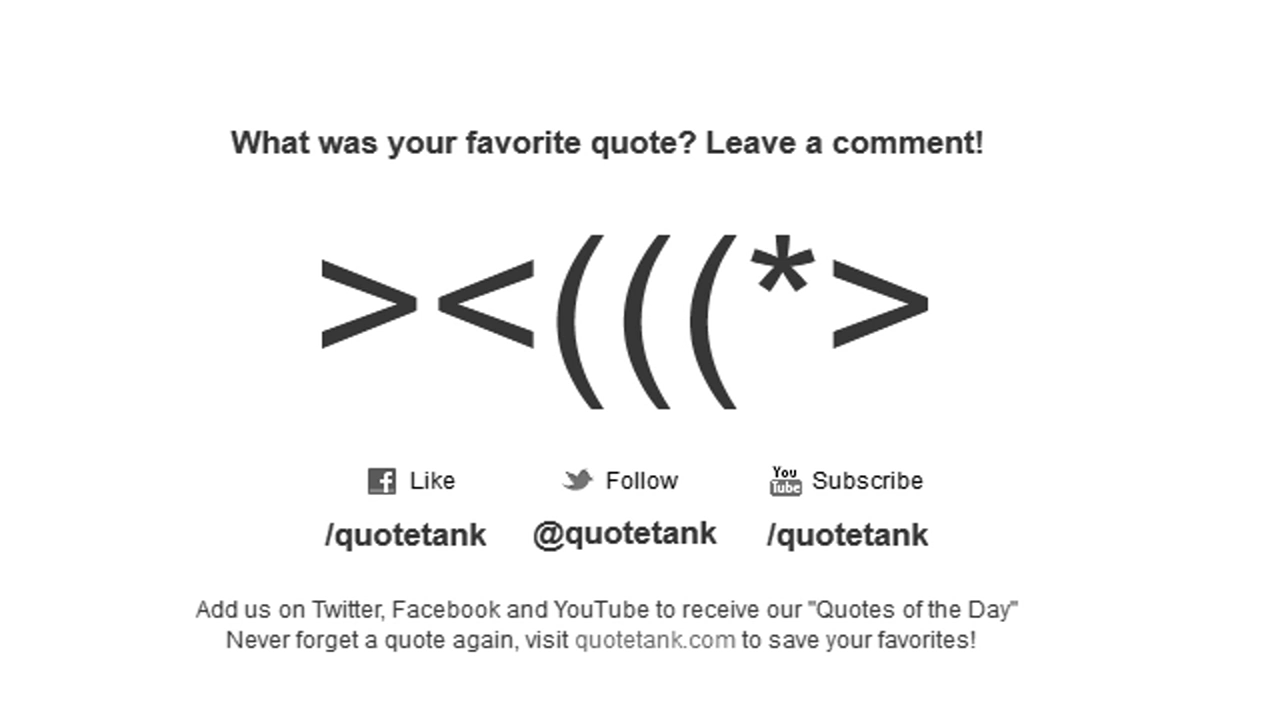 What was your favorite quote? Leave a comment!
><(((*>
Like Follow You Tube Subscribe
/quotetank @quotetank /quotetank
Add us on Twitter, Facebook and YouTube to receive our "Quotes of the Day"
Never forget a quote again, visit quotetank.com to save your favorites!